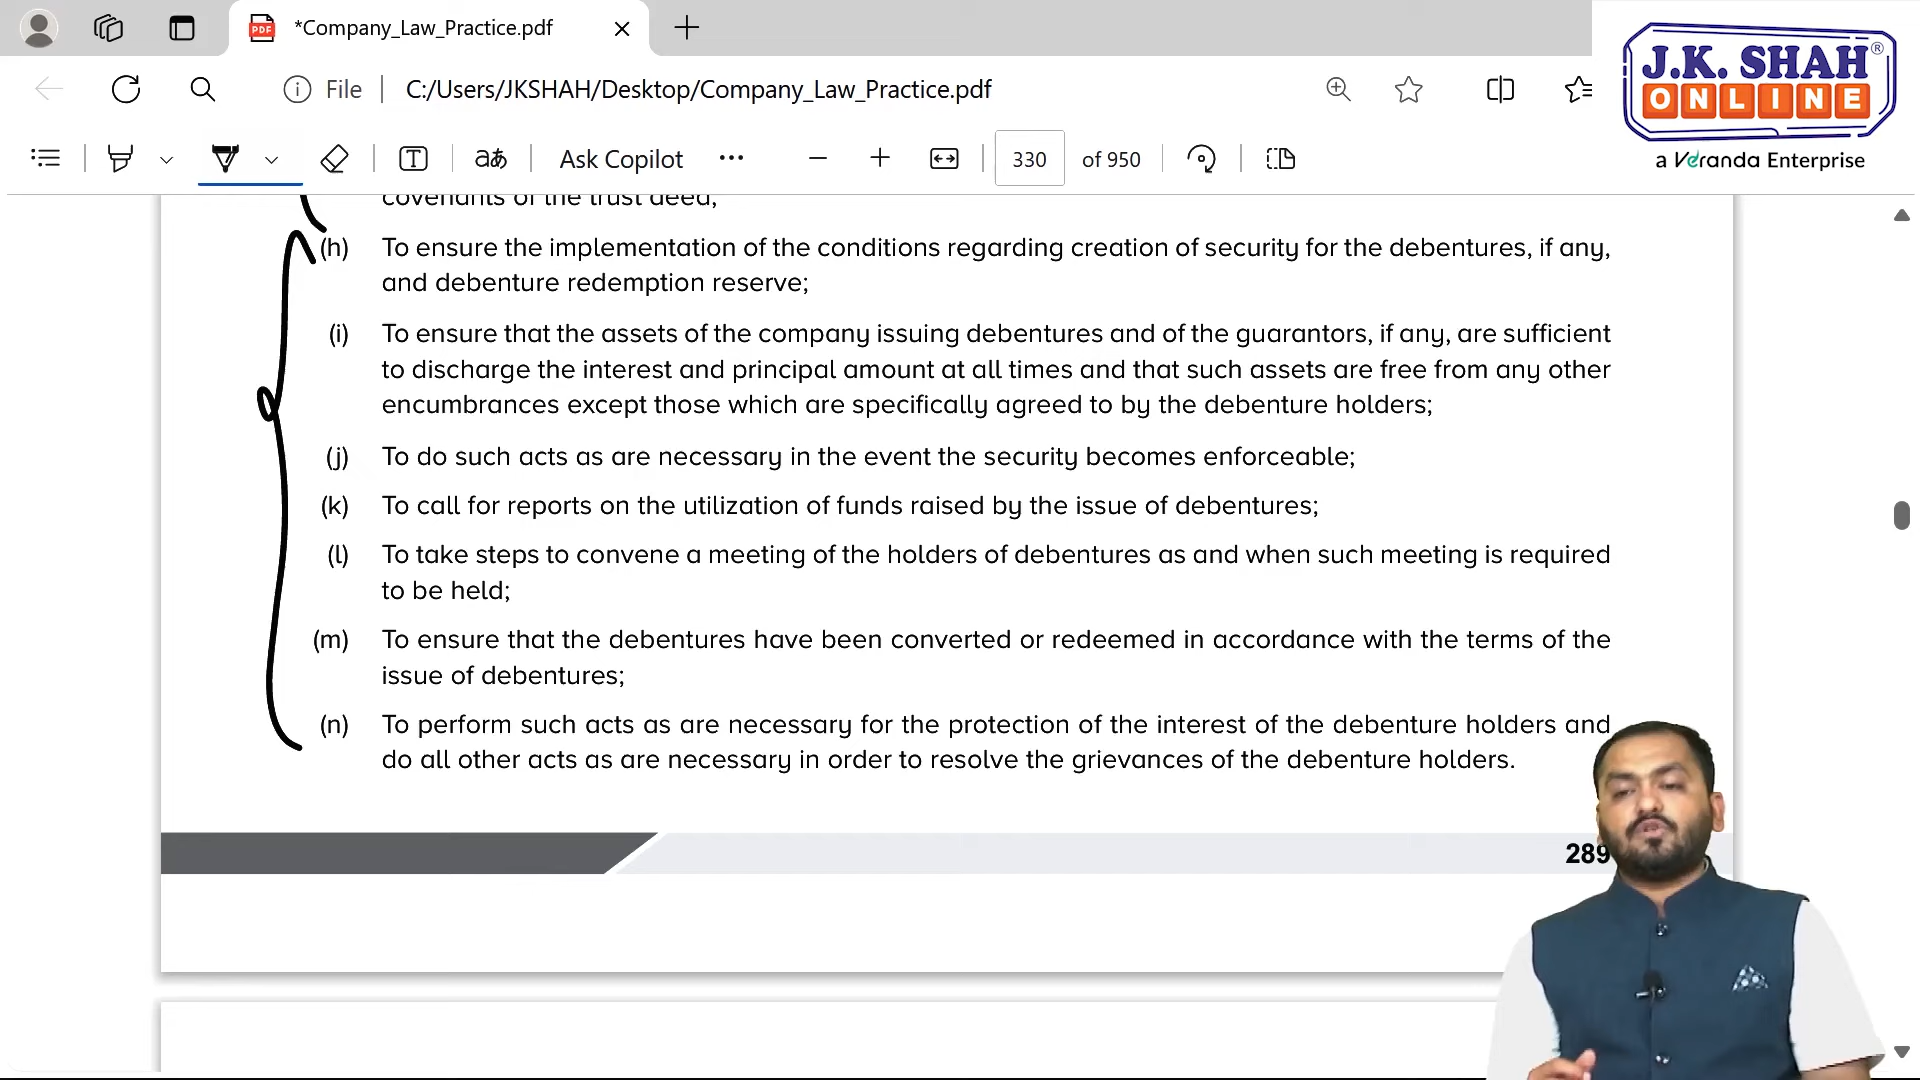 *Company_Law_Practice.pdf
J.K. SHAH®
ONLINE
a Veranda Enterprise
File C:/Users/JKSHAH/Desktop/Company_Law_Practice.pdf
T aあ Ask Copilot 330 of 950
covenants of the trust deed;
(h) To ensure the implementation of the conditions regarding creation of security for the debentures, if any,
and debenture redemption reserve;
(i) To ensure that the assets of the company issuing debentures and of the guarantors, if any, are sufficient
to discharge the interest and principal amount at all times and that such assets are free from any other
encumbrances except those which are specifically agreed to by the debenture holders;
(j) To do such acts as are necessary in the event the security becomes enforceable;
(k) To call for reports on the utilization of funds raised by the issue of debentures;
(l) To take steps to convene a meeting of the holders of debentures as and when such meeting is required
to be held;
(m) To ensure that the debentures have been converted or redeemed in accordance with the terms of the
issue of debentures;
(n) To perform such acts as are necessary for the protection of the interest of the debenture holders and
do all other acts as are necessary in order to resolve the grievances of the debenture holders.
289